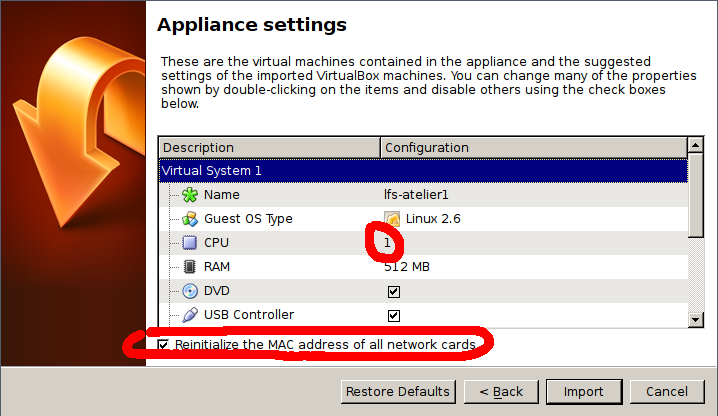 Appliance settings
These are the virtual machines contained in the appliance and the suggested
settings of the imported VirtualBox machines. You can change many of the properties
shown by double-clicking on the items and disable others using the check boxes
below.
Description Configuration
Virtual System 1
Name lfs-atelier1
Guest OS Type Linux 2.6
CPU 1
RAM 512 MB
DVD
USB Controller
Reinitialize the MAC address of all network cards
Restore Defaults < Back Import Cancel